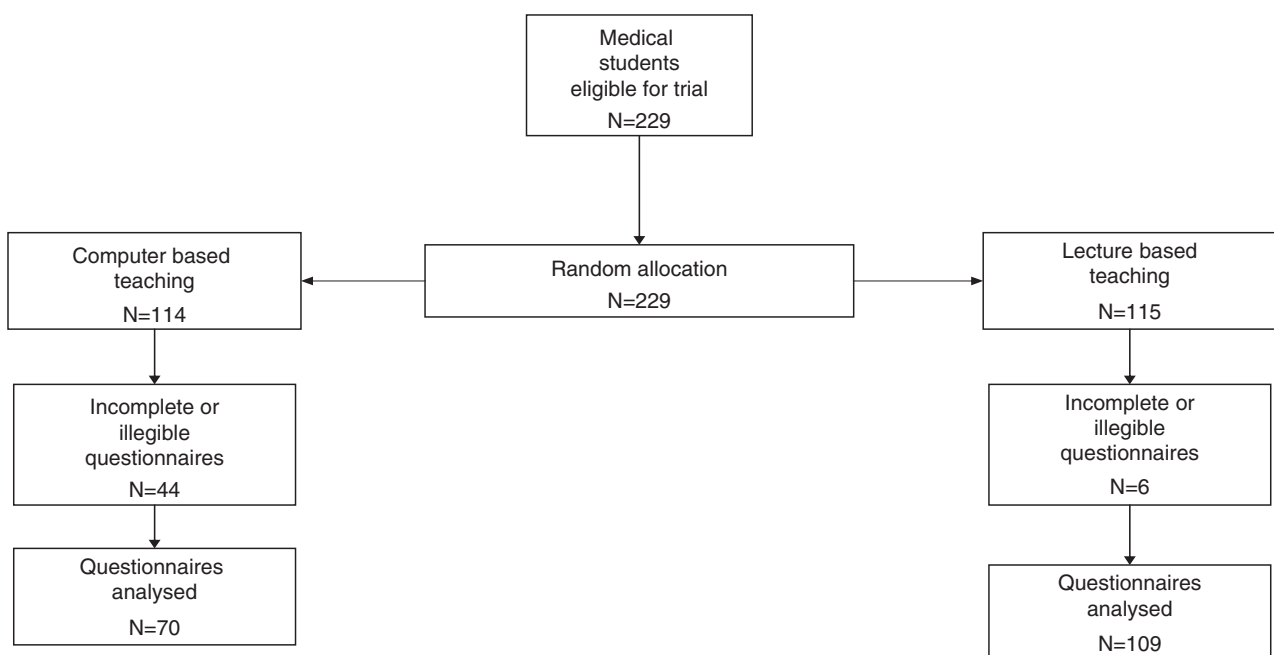 Medical
students
eligible for trial
N=229
Random allocation
N=229
Computer based
teaching
N=114
Incomplete or
illegible
questionnaires
N=44
Questionnaires
analysed
N=70
Lecture based
teaching
N=115
Incomplete or
illegible
questionnaires
N=6
Questionnaires
analysed
N=109